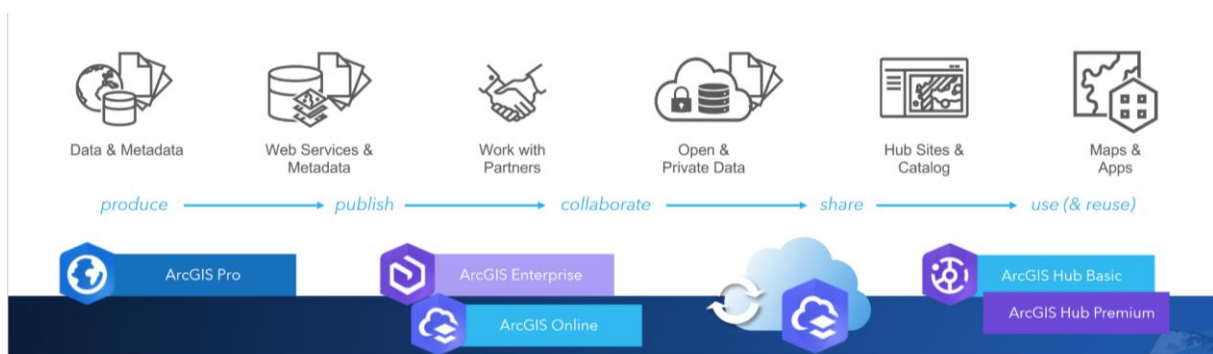 Data & Metadata
Web Services &
Metadata
Work with
Partners
Open &
Private Data
Hub Sites &
Catalog
Maps &
Apps
produce
publish
collaborate
share
use (& reuse)
ArcGIS Pro
ArcGIS Enterprise
ArcGIS Online
ArcGIS Hub Basic
ArcGIS Hub Premium